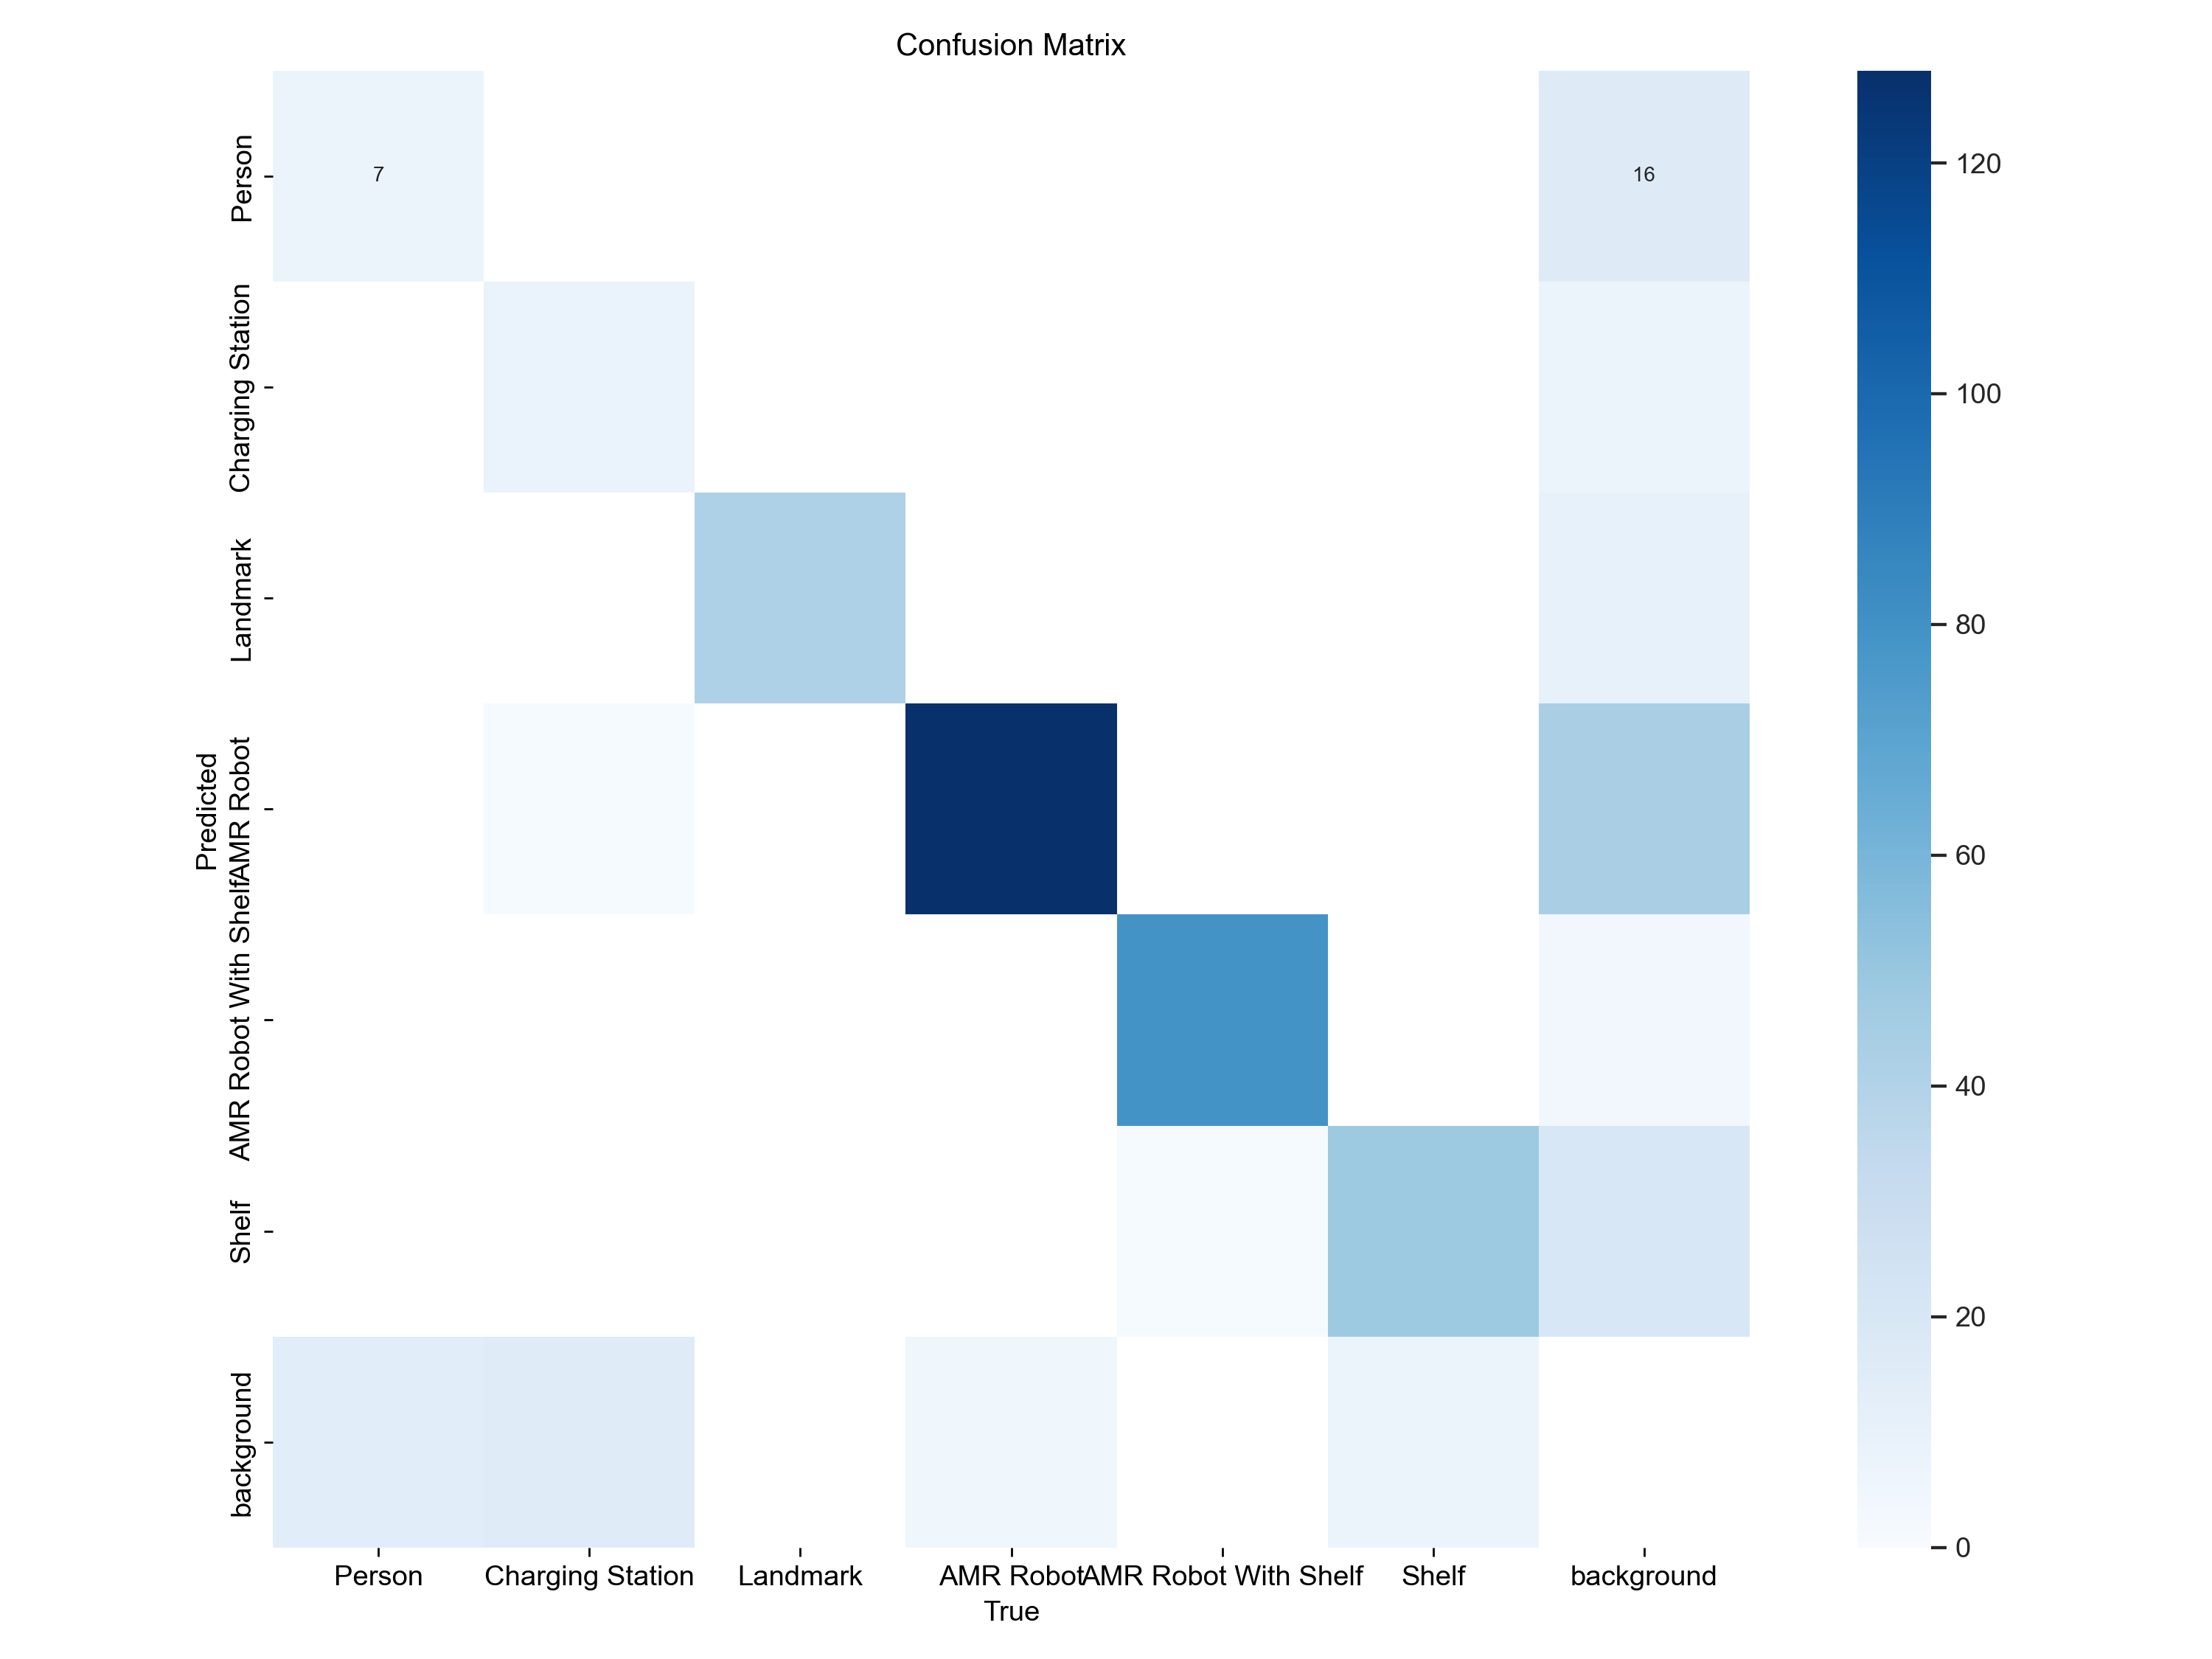 Confusion Matrix
Person
Charging Station
Landmark
AMR Robot
AMR Robot With Shelf
Shelf
background
Predicted
7
16
120
100
80
60
40
20
0
Person
Charging Station
Landmark
AMR Robot
AMR Robot With Shelf
Shelf
background
True